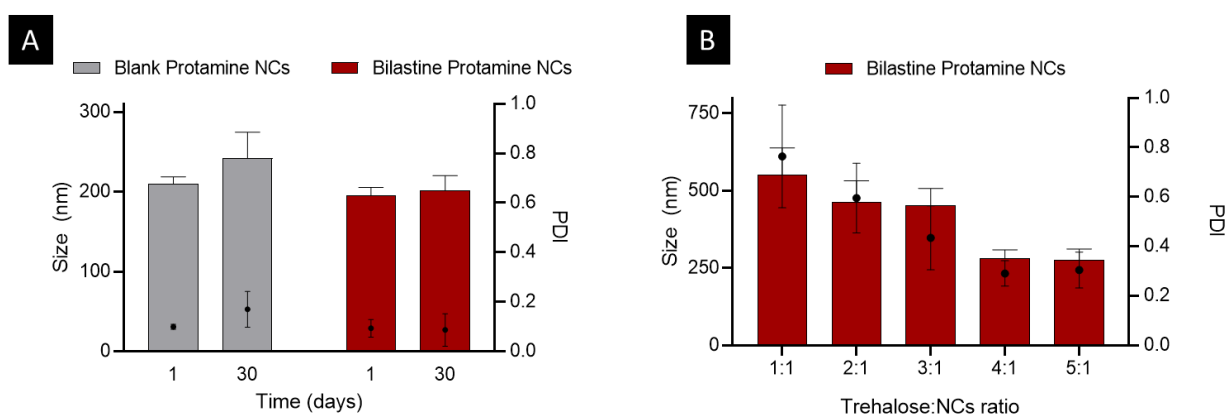 A
Blank Protamine NCs
Bilastine Protamine NCs
300
200
100
0
Size (nm)
1.0
0.8
0.6
0.4
0.2
0.0
PDI
1
30
1
30
Time (days)
B
Bilastine Protamine NCs
750
500
250
0
Size (nm)
1.0
0.8
0.6
0.4
0.2
0.0
PDI
1:1
2:1
3:1
4:1
5:1
Trehalose:NCs ratio